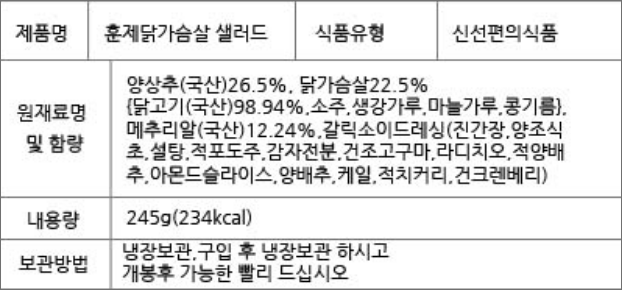 제품명 훈제닭가슴살 샐러드 식품유형 신선편의식품
원재료명
및 함량
양상추(국산)26.5%, 닭가슴살22.5%
{닭고기(국산)98.94%,소주,생강가루,마늘가루,콩기름},
메추리알(국산)12.24%,갈릭소이드레싱(진간장,양조식
초,설탕,적포도주,감자전분,건조고구마,라디치오,적양배
추,아몬드슬라이스,양배추,케일,적치커리,건크렌베리)
내용량 245g(234kcal)
보관방법
냉장보관,구입 후 냉장보관 하시고
개봉후 가능한 빨리 드십시오